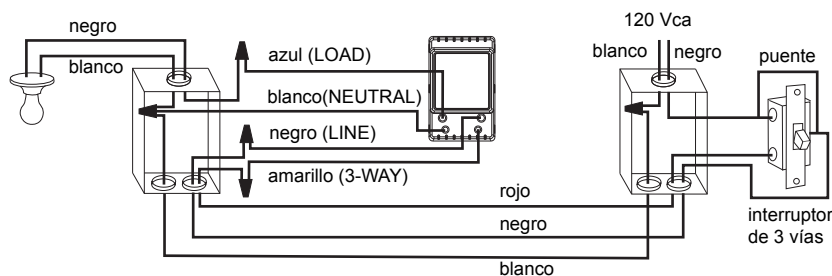 negro
blanco
azul (LOAD)
blanco(NEUTRAL)
negro (LINE)
amarillo (3-WAY)
120 Vca
blanco
negro
puente
rojo
negro
blanco
interruptor
de 3 vías